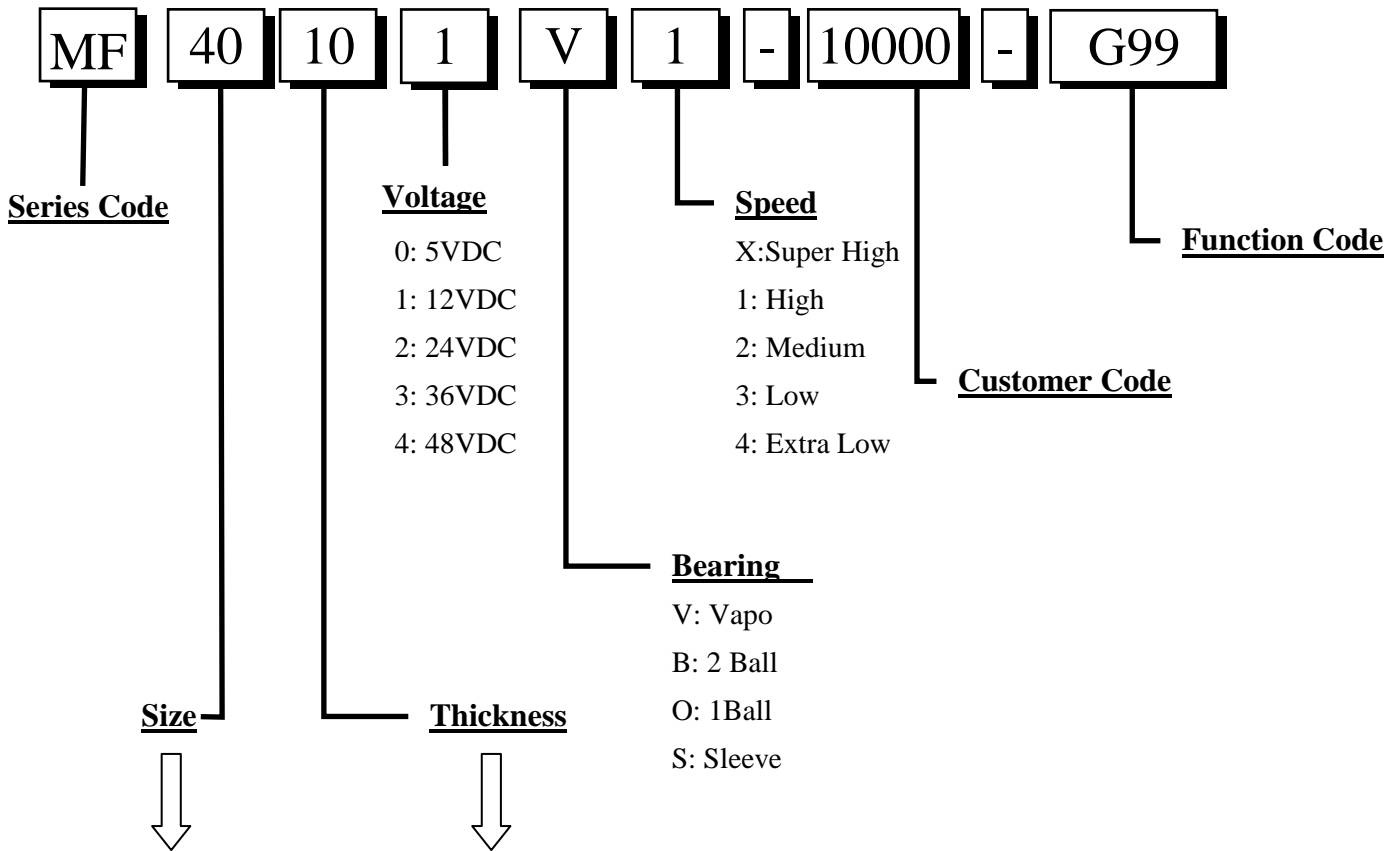 MF 40 10 1 V 1 - 10000 - G99
Series Code
Voltage
0: 5VDC
1: 12VDC
2: 24VDC
3: 36VDC
4: 48VDC
Speed
X:Super High
1: High
2: Medium
3: Low
4: Extra Low
Function Code
Customer Code
Bearing
V: Vapo
B: 2 Ball
O: 1Ball
S: Sleeve
Size
Thickness